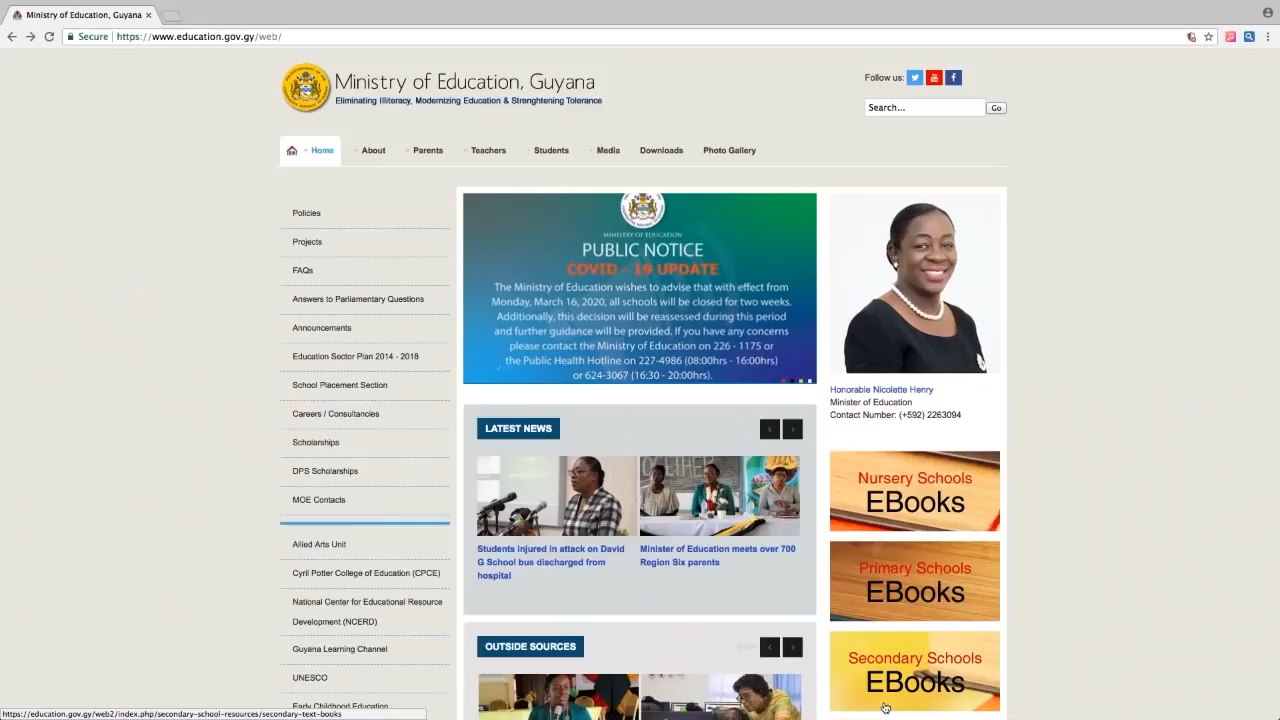 Ministry of Education, Guyana
Secure
https://www.education.gov.gy/web/
Ministry of Education, Guyana
Eliminating Illiteracy, Modernizing Education & Strenghtening Tolerance
Follow us:
Search...
Go
Home
About
Parents
Teachers
Students
Media
Downloads
Photo Gallery
Policies
Projects
FAQs
Answers to Parliamentary Questions
Announcements
Education Sector Plan 2014 - 2018
School Placement Section
Careers / Consultancies
Scholarships
DPS Scholarships
MOE Contacts
Allied Arts Unit
Cyril Potter College of Education (CPCE)
National Center for Educational Resource
Development (NCERD)
Guyana Learning Channel
UNESCO
Early Childhood Education
MINISTRY OF EDUCATION
PUBLIC NOTICE
COVID - 19 UPDATE
The Ministry of Education wishes to advise that with effect from
Monday, March 16, 2020, all schools will be closed for two weeks.
Additionally, this decision will be reassessed during this period
and further guidance will be provided. If you have any concerns
please contact the Ministry of Education on 226 - 1175 or
the Public Health Hotline on 227-4986 (08:00hrs - 16:00hrs)
or 624-3067 (16:30 - 20:00hrs).
LATEST NEWS
Students injured in attack on David
G School bus discharged from
hospital
Minister of Education meets over 700
Region Six parents
OUTSIDE SOURCES
Honorable Nicolette Henry
Minister of Education
Contact Number: (+592) 2263094
Nursery Schools
EBooks
Primary Schools
EBooks
Secondary Schools
EBooks
https://education.gov.gy/web2/index.php/secondary-school-resources/secondary-text-books